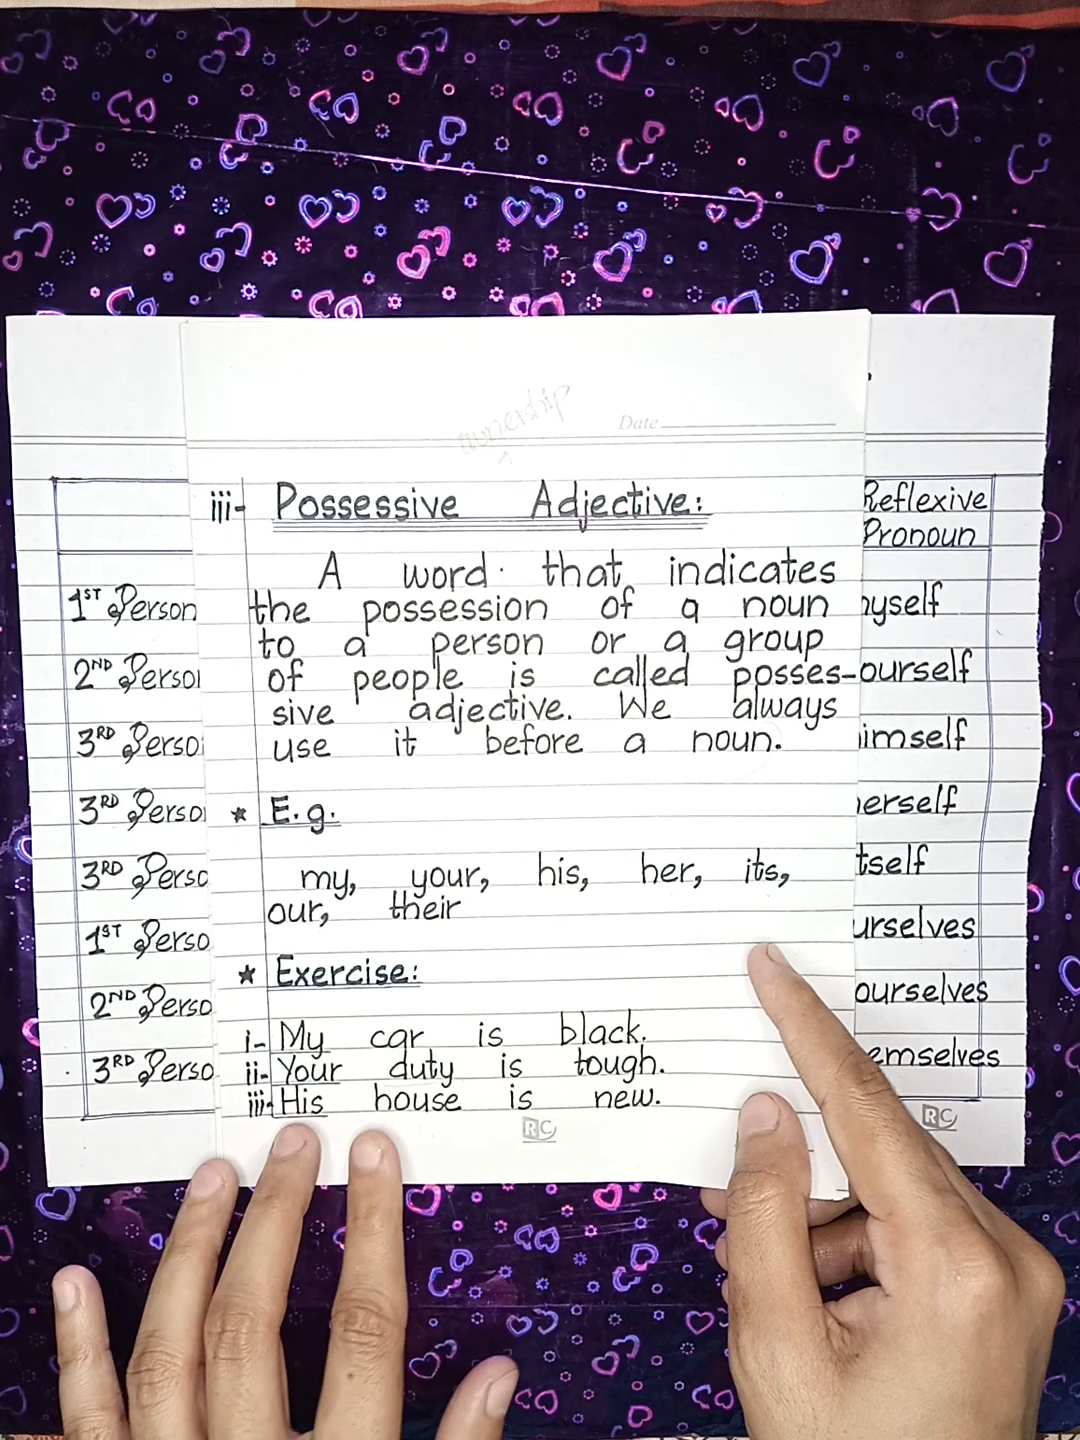 ownership
Date
iii- Possessive Adjective:
A word that indicates
the possession of a noun
to a person or a group
of people is called posses-
sive adjective. We always
use it before a noun.
* E.g.
my, your, his, her, its,
our, their
* Exercise:
i- My car is black.
ii- Your duty is tough.
iii- His house is new.
RC
1ST Person
2ND Perso
3RD Perso
3RD Perso
3RD Perso
1ST Perso
2ND Perso
3RD Perso
Reflexive
Pronoun
yself
ourself
imself
erself
tself
urselves
ourselves
emselves
RC